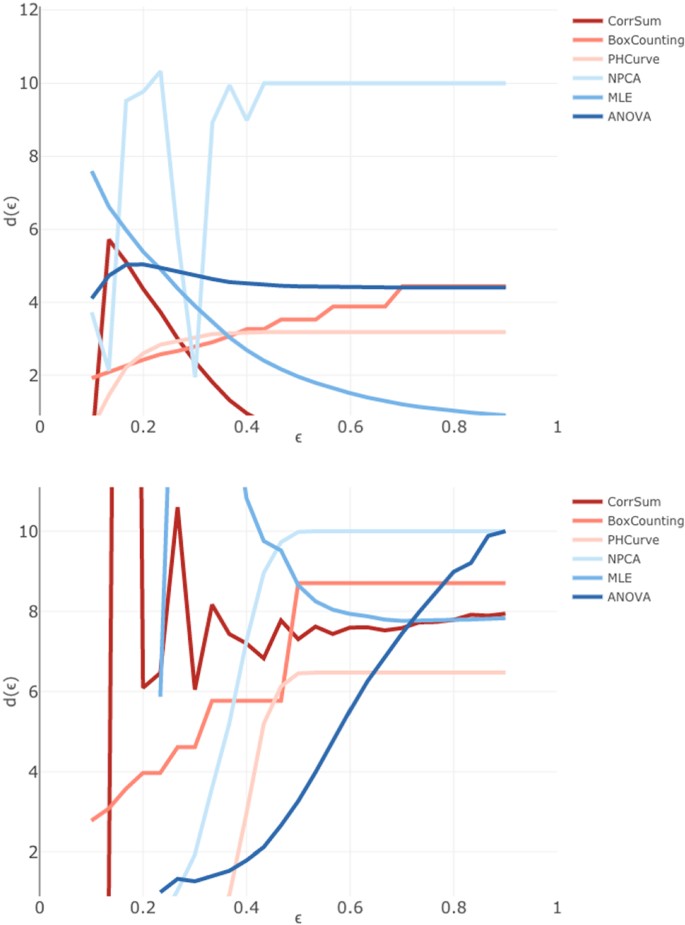 12
10
8
6
4
2
0
0.2
0.4
0.6
0.8
1
d(ϵ)
ϵ
CorrSum
BoxCounting
PHCurve
NPCA
MLE
ANOVA
10
8
6
4
2
0
0.2
0.4
0.6
0.8
1
d(ϵ)
ϵ
CorrSum
BoxCounting
PHCurve
NPCA
MLE
ANOVA